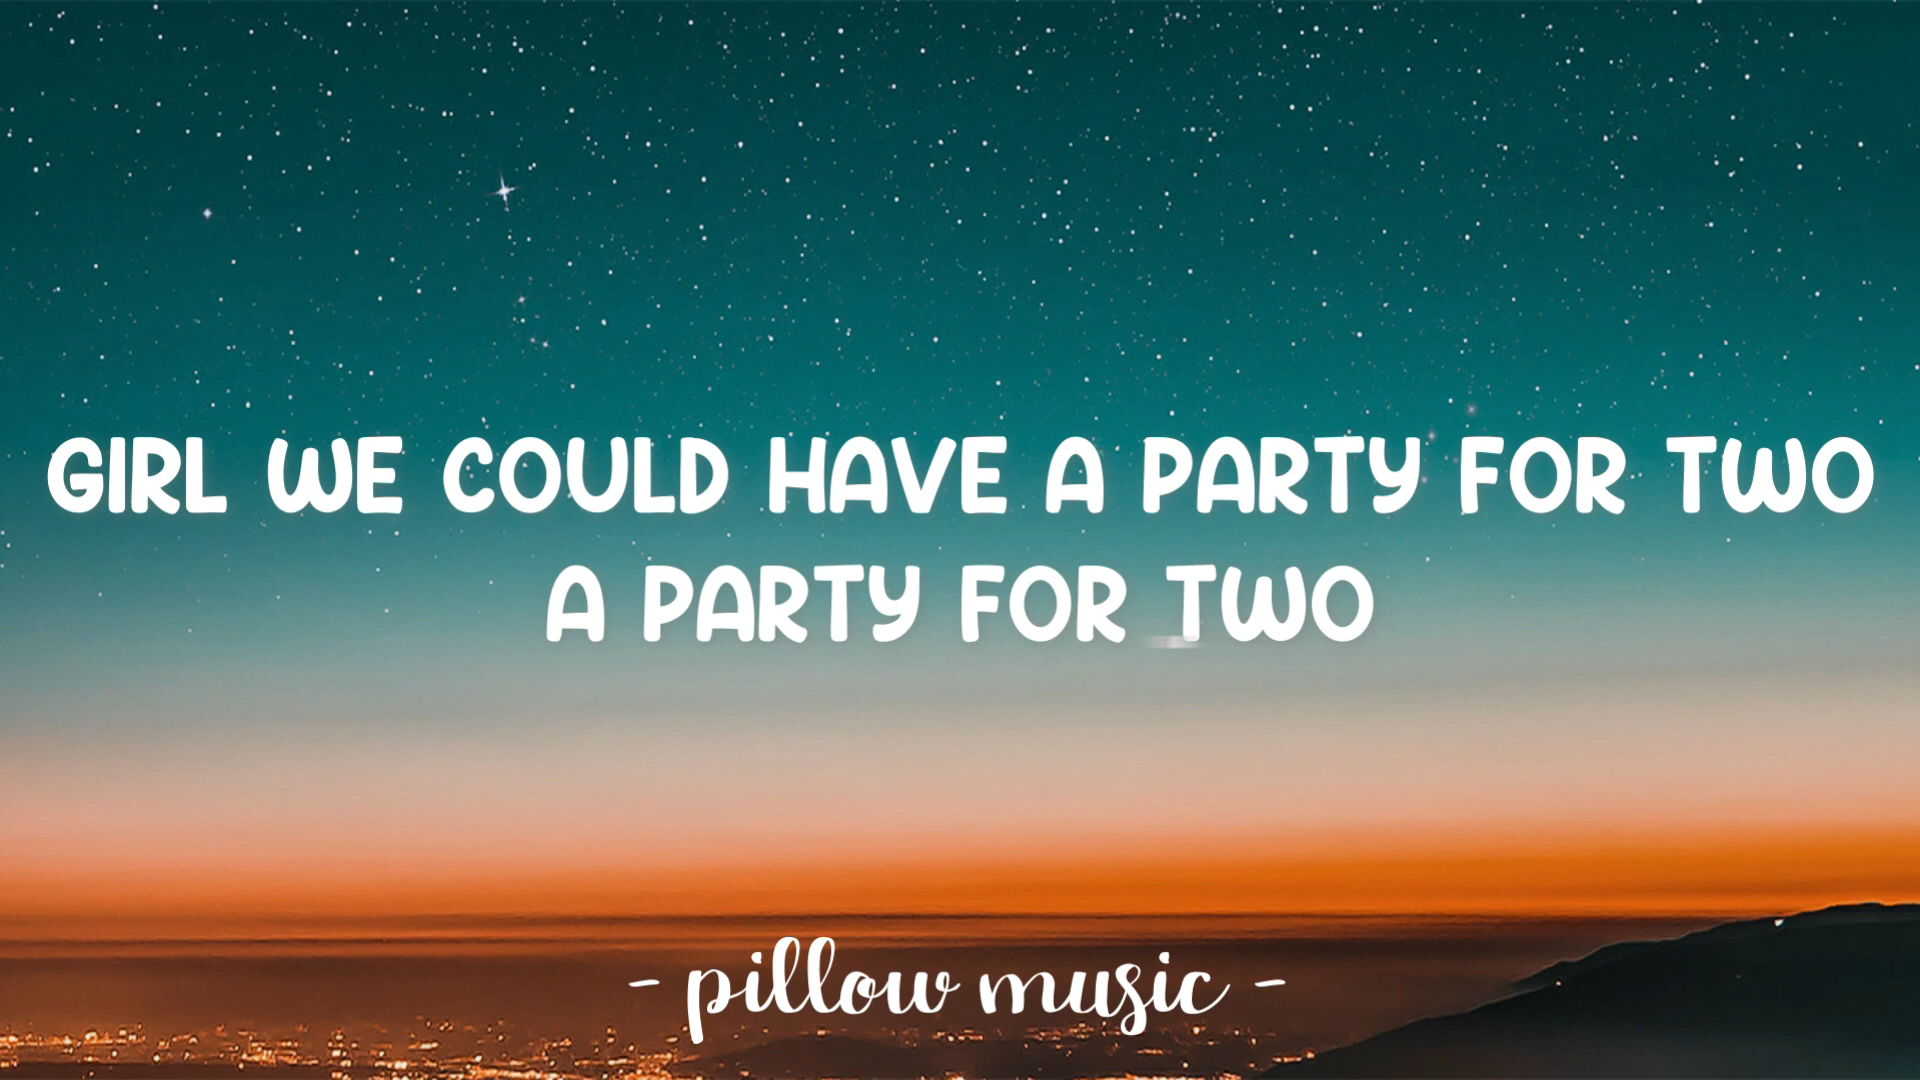 GIRL WE COULD HAVE A PARTY FOR TWO
A PARTY FOR TWO
- pillow music -